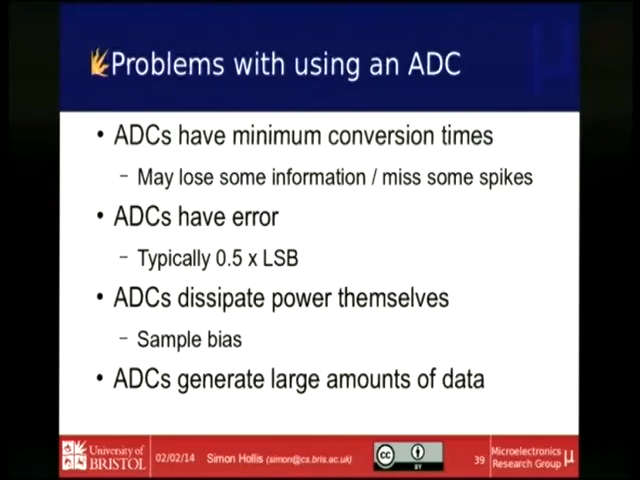 Problems with using an ADC
• ADCs have minimum conversion times
– May lose some information / miss some spikes
• ADCs have error
– Typically 0.5 x LSB
• ADCs dissipate power themselves
– Sample bias
• ADCs generate large amounts of data
University of
BRISTOL
02/02/14
Simon Hollis (simon@cs.bris.ac.uk)
cc
BY
39
Microelectronics
Research Group
μ